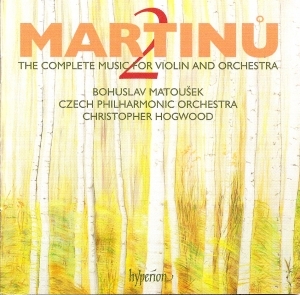 MARTINŮ
2
THE COMPLETE MUSIC FOR VIOLIN AND ORCHESTRA
BOHUSLAV MATOUŠEK
CZECH PHILHARMONIC ORCHESTRA
CHRISTOPHER HOGWOOD
hyperion